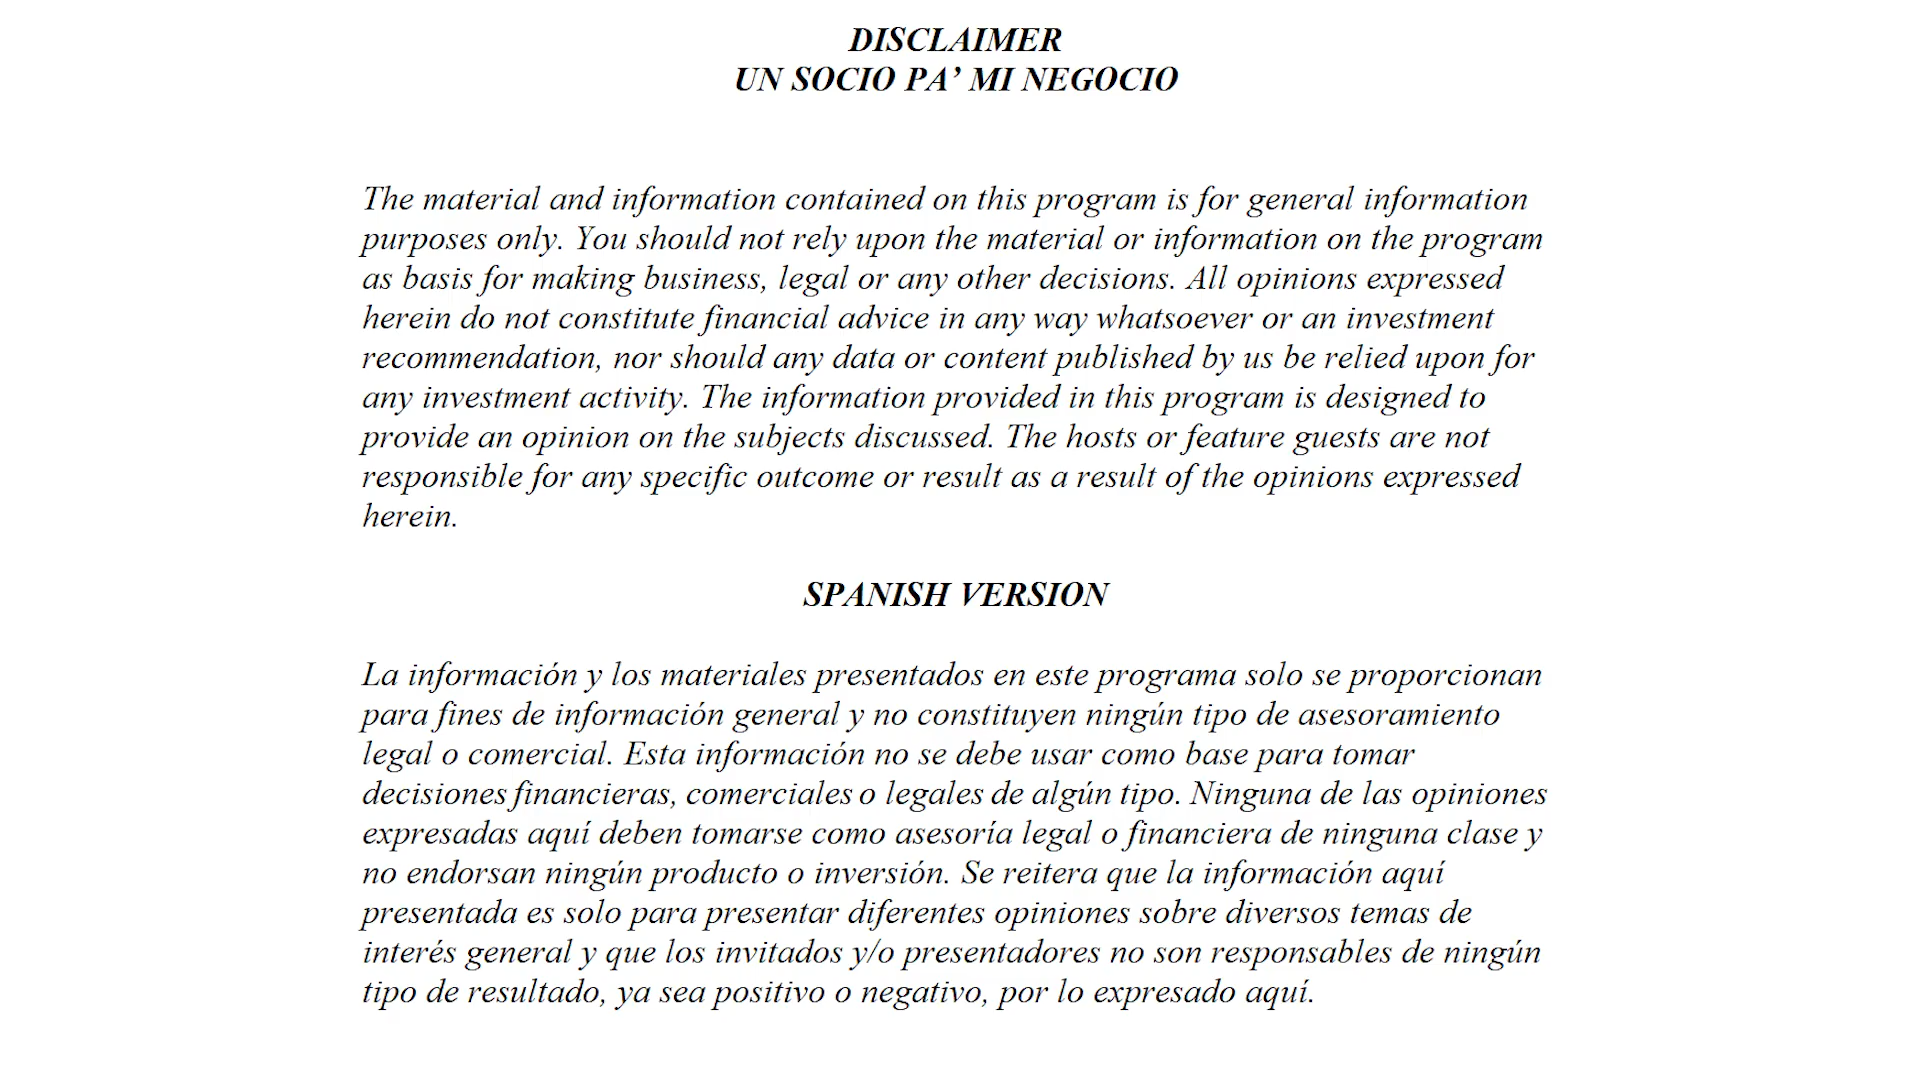 DISCLAIMER
UN SOCIO PA’ MI NEGOCIO
The material and information contained on this program is for general information
purposes only. You should not rely upon the material or information on the program
as basis for making business, legal or any other decisions. All opinions expressed
herein do not constitute financial advice in any way whatsoever or an investment
recommendation, nor should any data or content published by us be relied upon for
any investment activity. The information provided in this program is designed to
provide an opinion on the subjects discussed. The hosts or feature guests are not
responsible for any specific outcome or result as a result of the opinions expressed
herein.
SPANISH VERSION
La información y los materiales presentados en este programa solo se proporcionan
para fines de información general y no constituyen ningún tipo de asesoramiento
legal o comercial. Esta información no se debe usar como base para tomar
decisiones financieras, comerciales o legales de algún tipo. Ninguna de las opiniones
expresadas aquí deben tomarse como asesoría legal o financiera de ninguna clase y
no endorsan ningún producto o inversión. Se reitera que la información aquí
presentada es solo para presentar diferentes opiniones sobre diversos temas de
interés general y que los invitados y/o presentadores no son responsables de ningún
tipo de resultado, ya sea positivo o negativo, por lo expresado aquí.